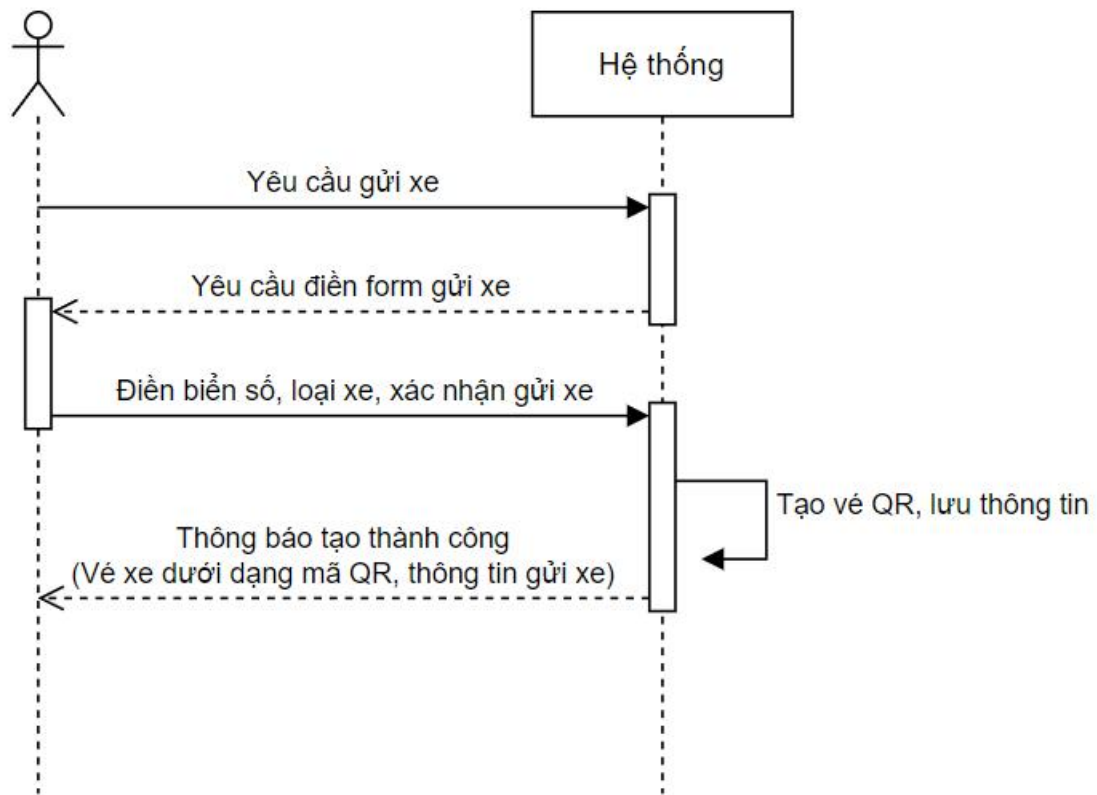 Hệ thống
Yêu cầu gửi xe
Yêu cầu điền form gửi xe
Điền biển số, loại xe, xác nhận gửi xe
Tạo vé QR, lưu thông tin
Thông báo tạo thành công
(Vé xe dưới dạng mã QR, thông tin gửi xe)